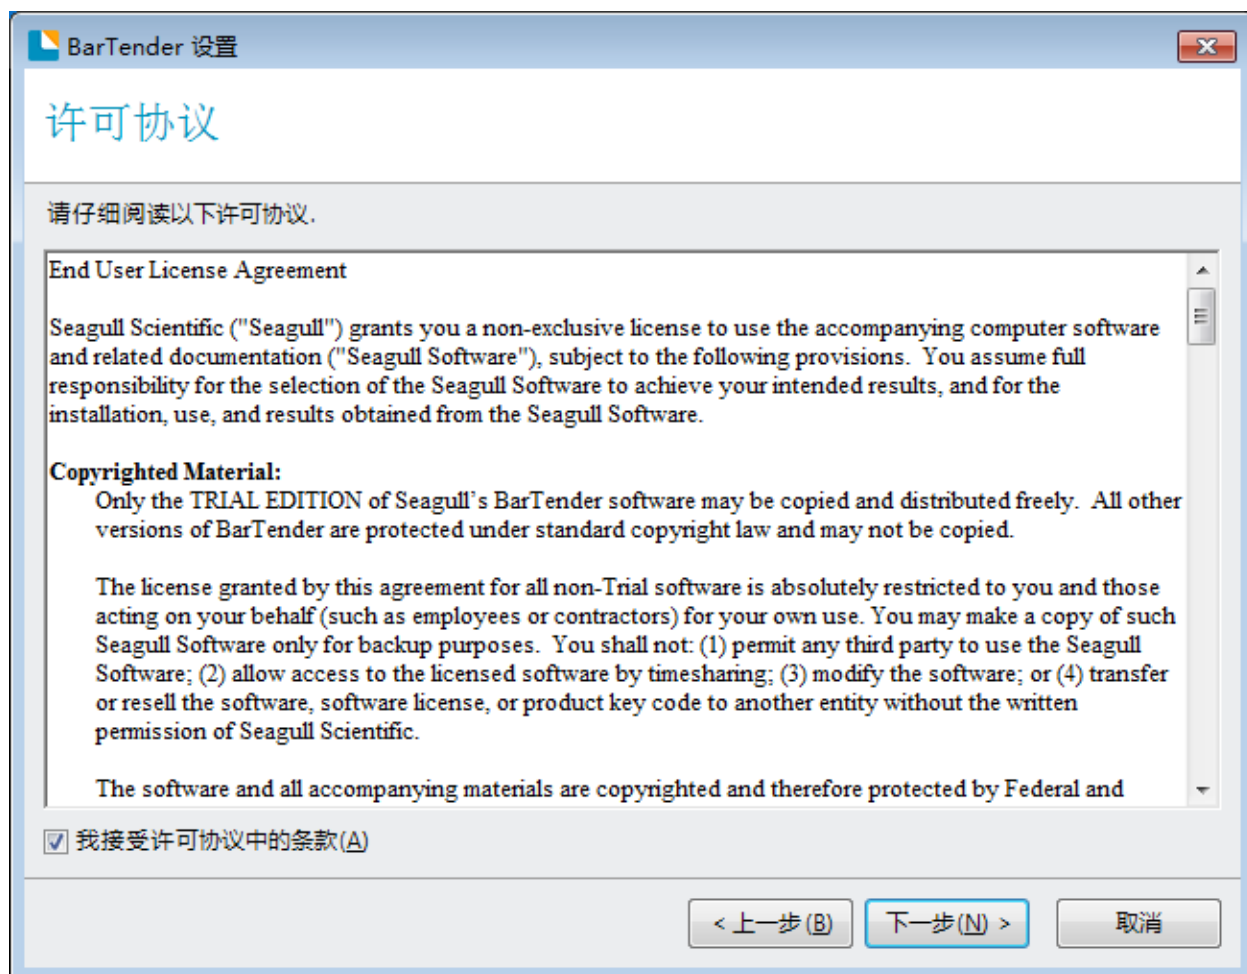 BarTender 设置
许可协议
请仔细阅读以下许可协议.
End User License Agreement
Seagull Scientific ("Seagull") grants you a non-exclusive license to use the accompanying computer software
and related documentation ("Seagull Software"), subject to the following provisions.  You assume full
responsibility for the selection of the Seagull Software to achieve your intended results, and for the
installation, use, and results obtained from the Seagull Software.
Copyrighted Material:
Only the TRIAL EDITION of Seagull’s BarTender software may be copied and distributed freely.  All other
versions of BarTender are protected under standard copyright law and may not be copied.
The license granted by this agreement for all non-Trial software is absolutely restricted to you and those
acting on your behalf (such as employees or contractors) for your own use. You may make a copy of such
Seagull Software only for backup purposes.  You shall not: (1) permit any third party to use the Seagull
Software; (2) allow access to the licensed software by timesharing; (3) modify the software; or (4) transfer
or resell the software, software license, or product key code to another entity without the written
permission of Seagull Scientific.
The software and all accompanying materials are copyrighted and therefore protected by Federal and
我接受许可协议中的条款(A)
< 上一步(B)
下一步(N) >
取消